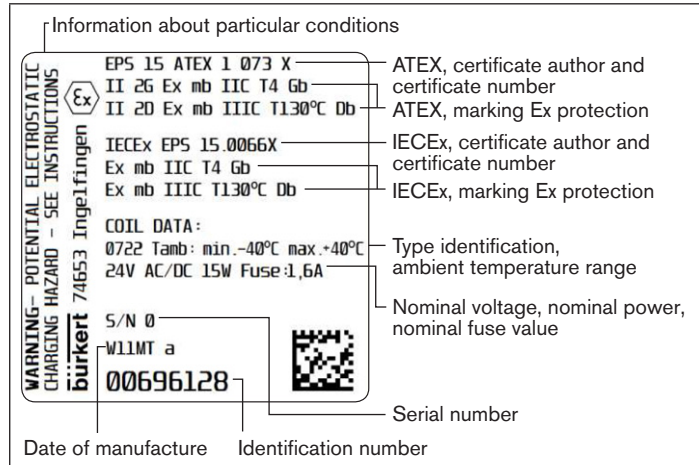 Information about particular conditions
WARNING- POTENTIAL ELECTROSTATIC
CHARGING HAZARD - SEE INSTRUCTIONS
bürkert 74653 Ingelfingen
Ex
EPS 15 ATEX 1 073 X
II 2G Ex mb IIC T4 Gb
II 2D Ex mb IIIC T130°C Db
IECEx EPS 15.0066X
Ex mb IIC T4 Gb
Ex mb IIIC T130°C Db
COIL DATA:
0722 Tamb: min.-40°C max.+40°C
24V AC/DC 15W Fuse:1,6A
S/N 0
W11MT a
00696128
ATEX, certificate author and
certificate number
ATEX, marking Ex protection
IECEx, certificate author and
certificate number
IECEx, marking Ex protection
Type identification,
ambient temperature range
Nominal voltage, nominal power,
nominal fuse value
Serial number
Date of manufacture
Identification number